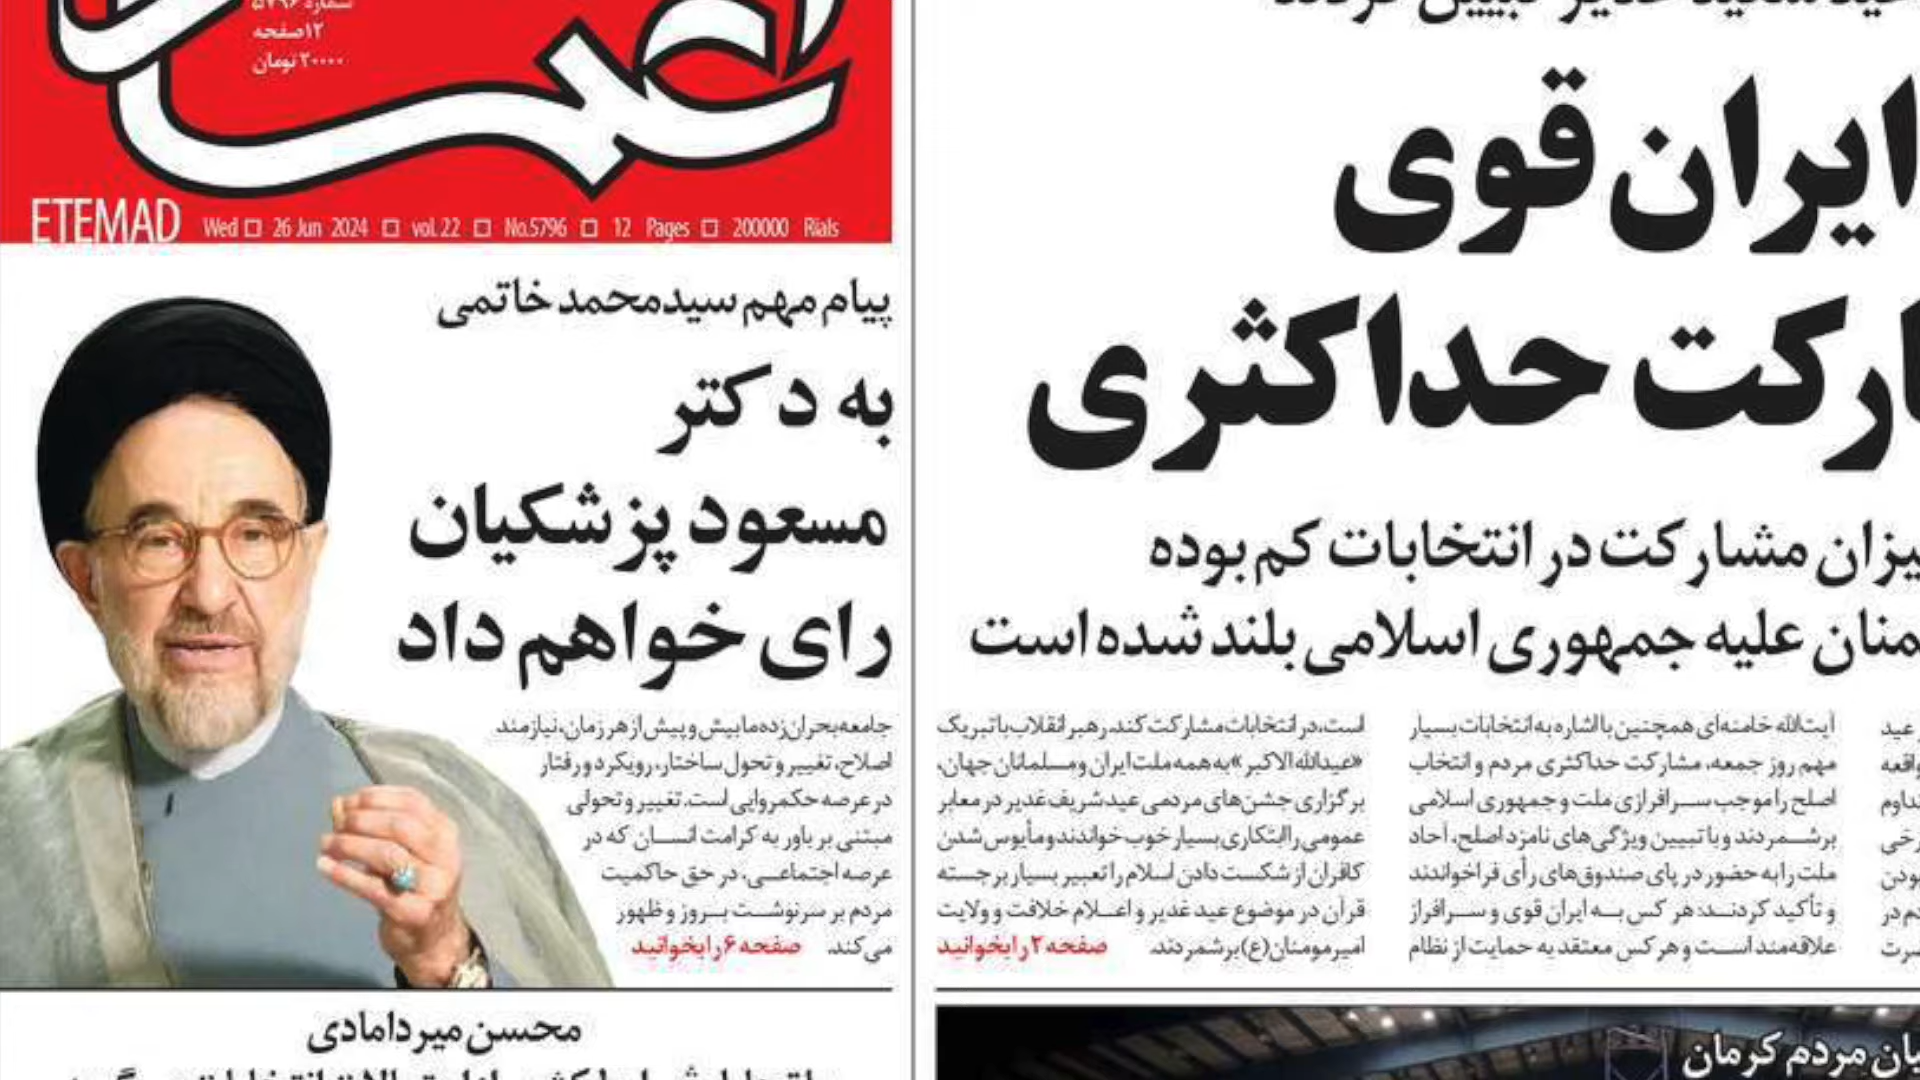 شماره ۵۷۹۶
۱۲صفحه
۲۰۰۰۰ تومان
اعتماد
ETEMAD Wed □ 26 Jun 2024 □ vol.22 □ No.5796 □ 12 Pages □ 200000 Rials
ایران قوی
حداکثری
مشارکت در انتخابات کم بوده
علیه جمهوری اسلامی بلند شده است
آیت‌الله خامنه‌ای همچنین با اشاره به انتخابات بسیار
مهم روز جمعه، مشارکت حداکثری مردم و انتخاب
اصلح را موجب سرافرازی ملت و جمهوری اسلامی
برشمردند و با تبیین ویژگی‌های نامزد اصلح، آحاد
ملت را به حضور در پای صندوق‌های رأی فراخواندند
و تأکید کردند: هر کس به ایران قوی و سرافراز
علاقه‌مند است و هر کس معتقد به حمایت از نظام
است، در انتخابات مشارکت کند. رهبر انقلاب با تبریک
«عیدالله الاکبر» به همه ملت ایران و مسلمانان جهان،
برگزاری جشن‌های مردمی عید شریف غدیر در معابر
عمومی را ابتکاری بسیار خوب خواندند و مأیوس شدن
کافران از شکست دادن اسلام را تعبیر بسیار برجسته
قرآن در موضوع عید غدیر و اعلام خلافت و ولایت
امیرمومنان(ع) برشمردند. صفحه ۲ را بخوانید
پیام مهم سیدمحمد خاتمی
به دکتر
مسعود پزشکیان
رای خواهم داد
جامعه بحران‌زده ما بیش و پیش از هر زمان، نیازمند
اصلاح، تغییر و تحول ساختار، رویکرد و رفتار
در عرصه حکمروایی است. تغییر و تحولی
مبتنی بر باور به کرامت انسان که در
عرصه اجتماعی، در حق حاکمیت
مردم بر سرنوشت بروز و ظهور
می‌کند. صفحه ۶ را بخوانید
محسن میردامادی
مردم کرمان